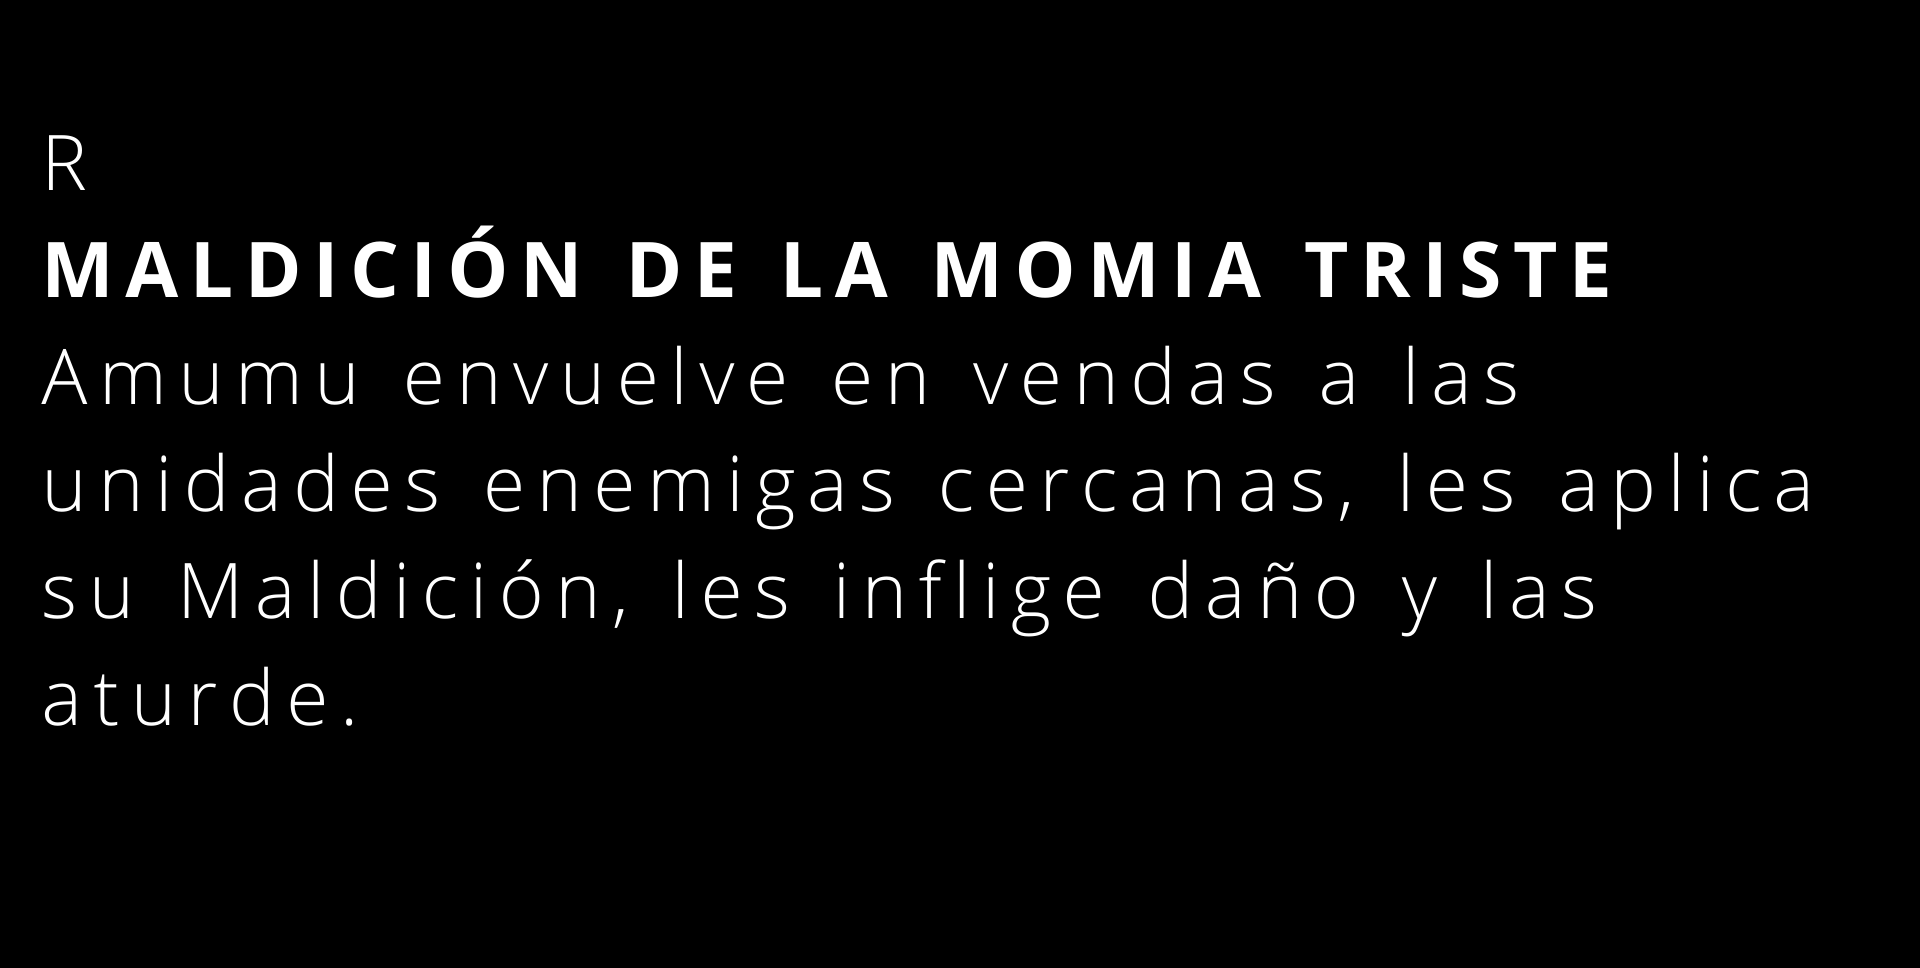 R
MALDICIÓN DE LA MOMIA TRISTE
Amumu envuelve en vendas a las
unidades enemigas cercanas, les aplica
su Maldición, les inflige daño y las
aturde.